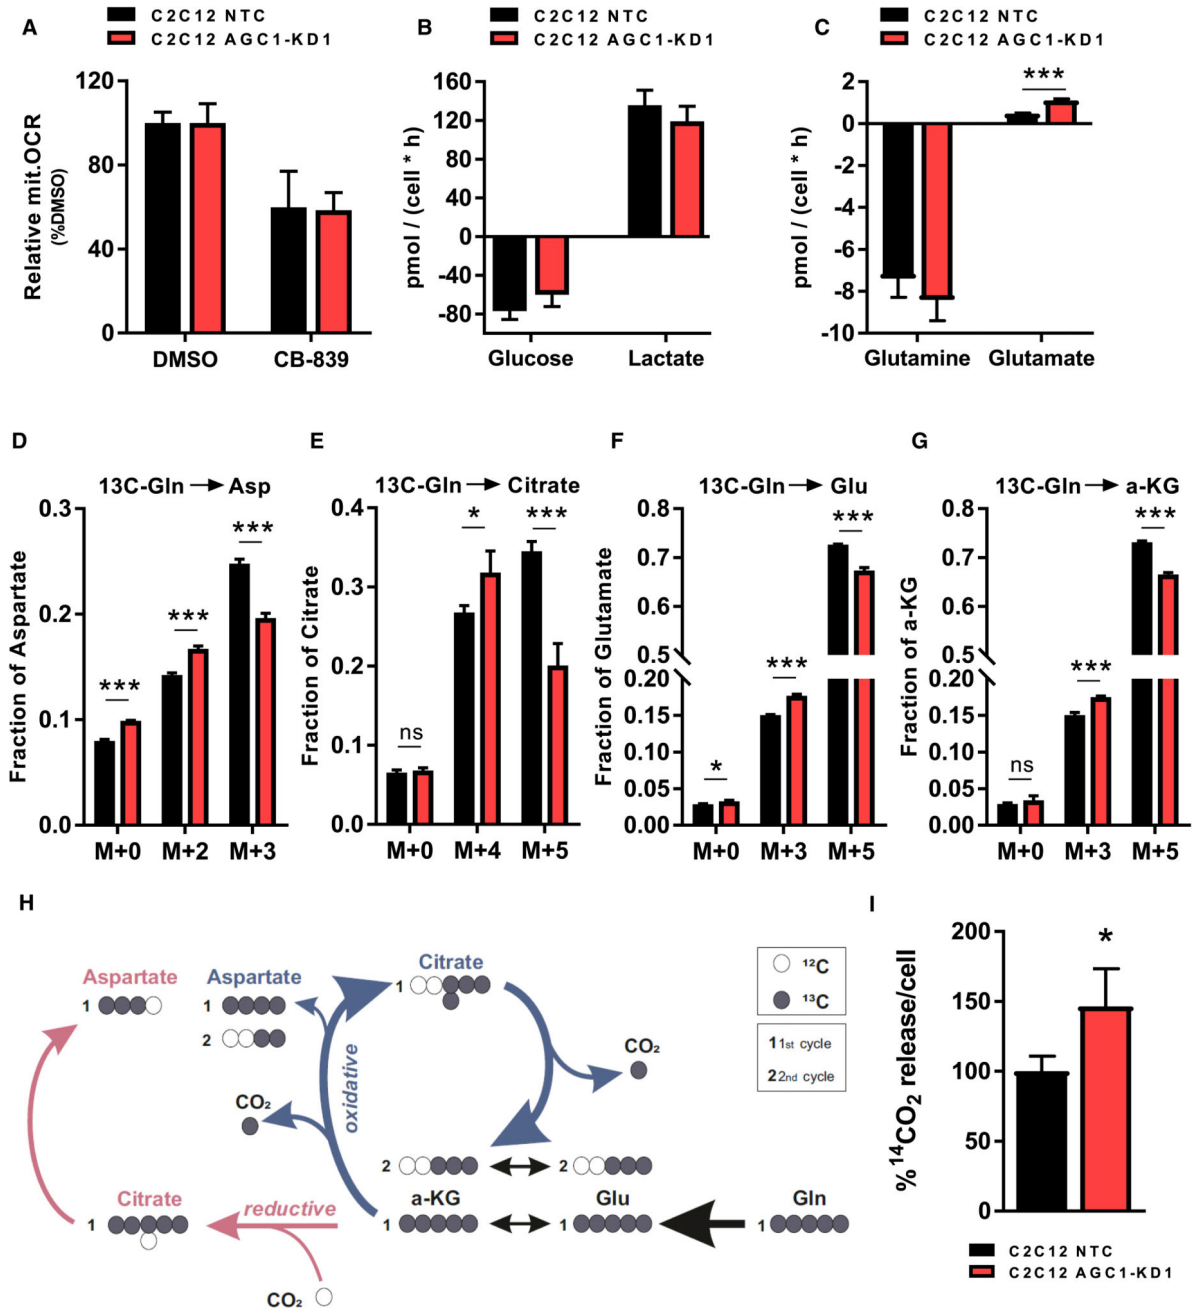 A
C2C12 NTC
C2C12 AGC1-KD1
Relative mit.OCR
(%DMSO)
120
80
40
0
DMSO
CB-839
B
C2C12 NTC
C2C12 AGC1-KD1
pmol / (cell * h)
160
120
80
40
0
-40
-80
Glucose
Lactate
C
C2C12 NTC
C2C12 AGC1-KD1
pmol / (cell * h)
2
0
-2
-4
-6
-8
-10
***
Glutamine
Glutamate
D
13C-Gln
Asp
Fraction of Aspartate
0.3
0.2
0.1
0.0
***
***
***
M+0
M+2
M+3
E
13C-Gln
Citrate
Fraction of Citrate
0.4
0.3
0.2
0.1
0.0
ns
*
***
M+0
M+4
M+5
F
13C-Gln
Glu
Fraction of Glutamate
0.8
0.7
0.6
0.5
0.20
0.15
0.10
0.05
0.00
*
***
***
M+0
M+3
M+5
G
13C-Gln
a-KG
Fraction of a-KG
0.8
0.7
0.6
0.5
0.20
0.15
0.10
0.05
0.00
ns
***
***
M+0
M+3
M+5
H
Aspartate
1
Aspartate
1
2
Citrate
1
¹²C
¹³C
1 1st cycle
2 2nd cycle
CO₂
CO₂
oxidative
2
2
a-KG
Glu
Gln
1
1
1
Citrate
1
reductive
CO₂
I
%¹⁴CO₂ release/cell
200
150
100
50
0
*
C2C12 NTC
C2C12 AGC1-KD1